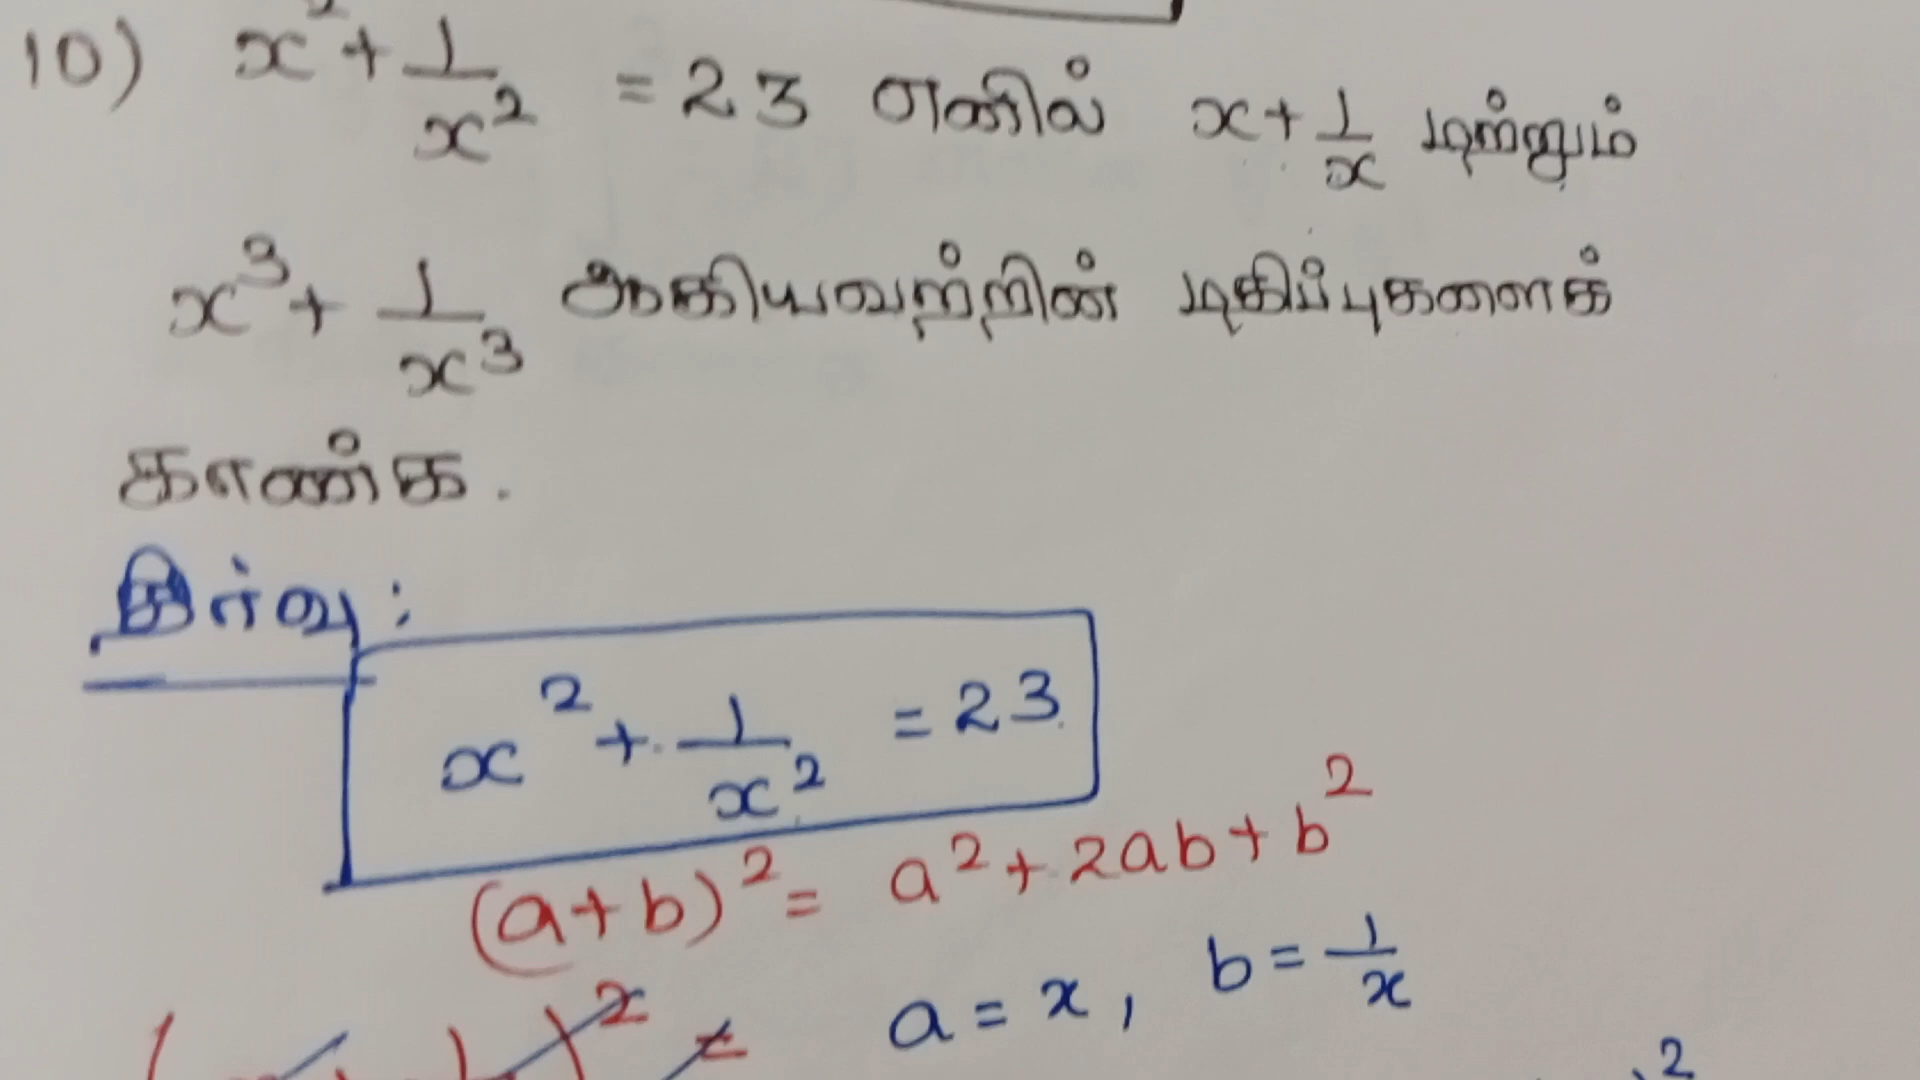 10) x² + 1/x² = 23 எனில் x + 1/x மற்றும்
x³ + 1/x³ ஆகியவற்றின் மதிப்புகளைக்
காண்க.
தீர்வு:
x² + 1/x² = 23
(a+b)² = a² + 2ab + b²
a = x, b = 1/x